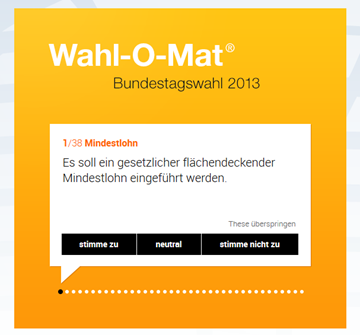 Wahl-O-Mat®
Bundestagswahl 2013
1/38 Mindestlohn
Es soll ein gesetzlicher flächendeckender
Mindestlohn eingeführt werden.
These überspringen
stimme zu neutral stimme nicht zu